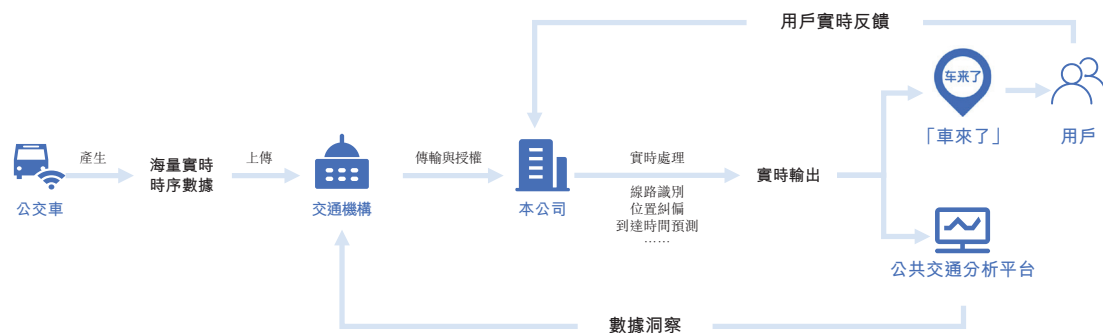 用戶實時反饋
车来了
「車來了」
用戶
產生
海量實時
時序數據
上傳
傳輸與授權
實時處理
實時輸出
線路識別
位置糾偏
到達時間預測
……
公交車
交通機構
本公司
公共交通分析平台
數據洞察